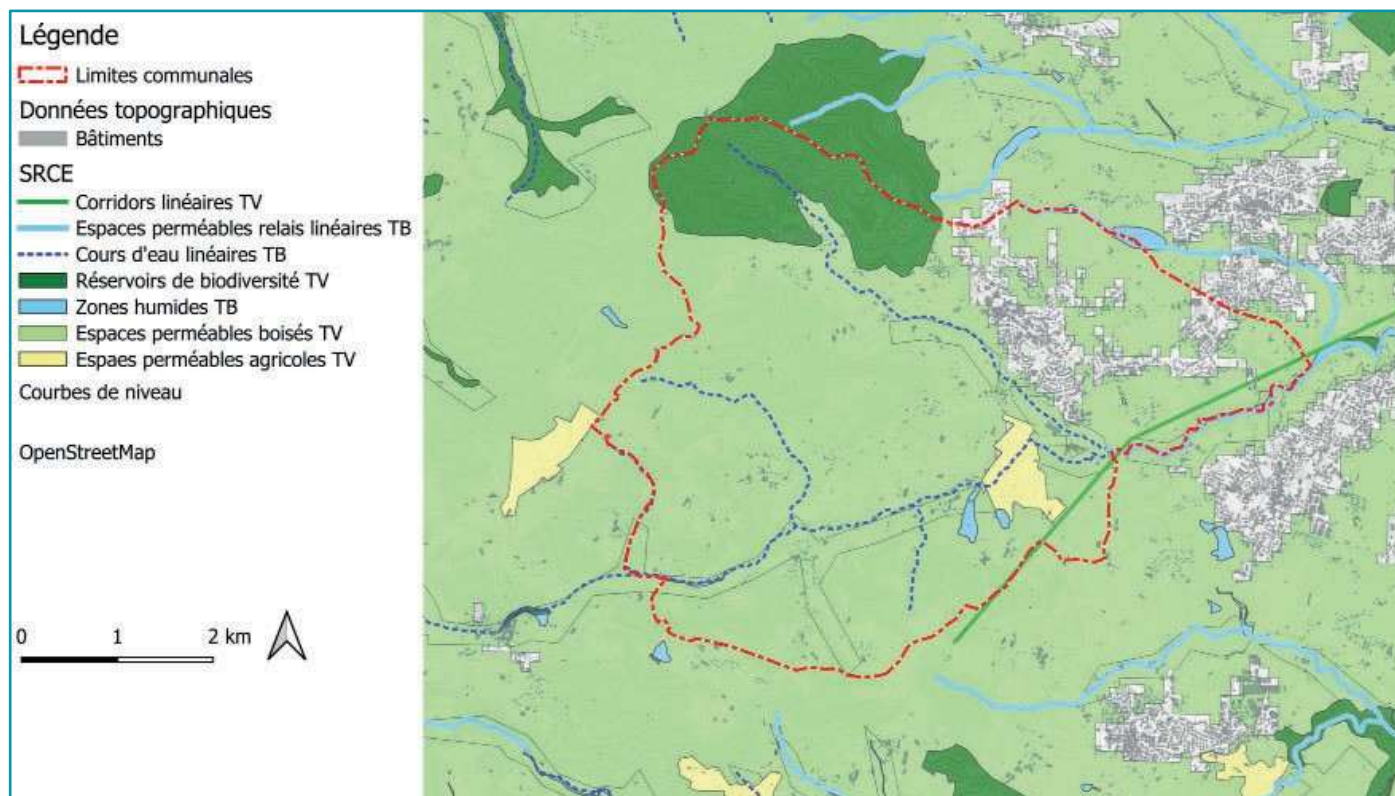 Légende
Limites communales
Données topographiques
Bâtiments
SRCE
Corridors linéaires TV
Espaces perméables relais linéaires TB
Cours d'eau linéaires TB
Réservoirs de biodiversité TV
Zones humides TB
Espaces perméables boisés TV
Espaes perméables agricoles TV
Courbes de niveau
OpenStreetMap
0 1 2 km